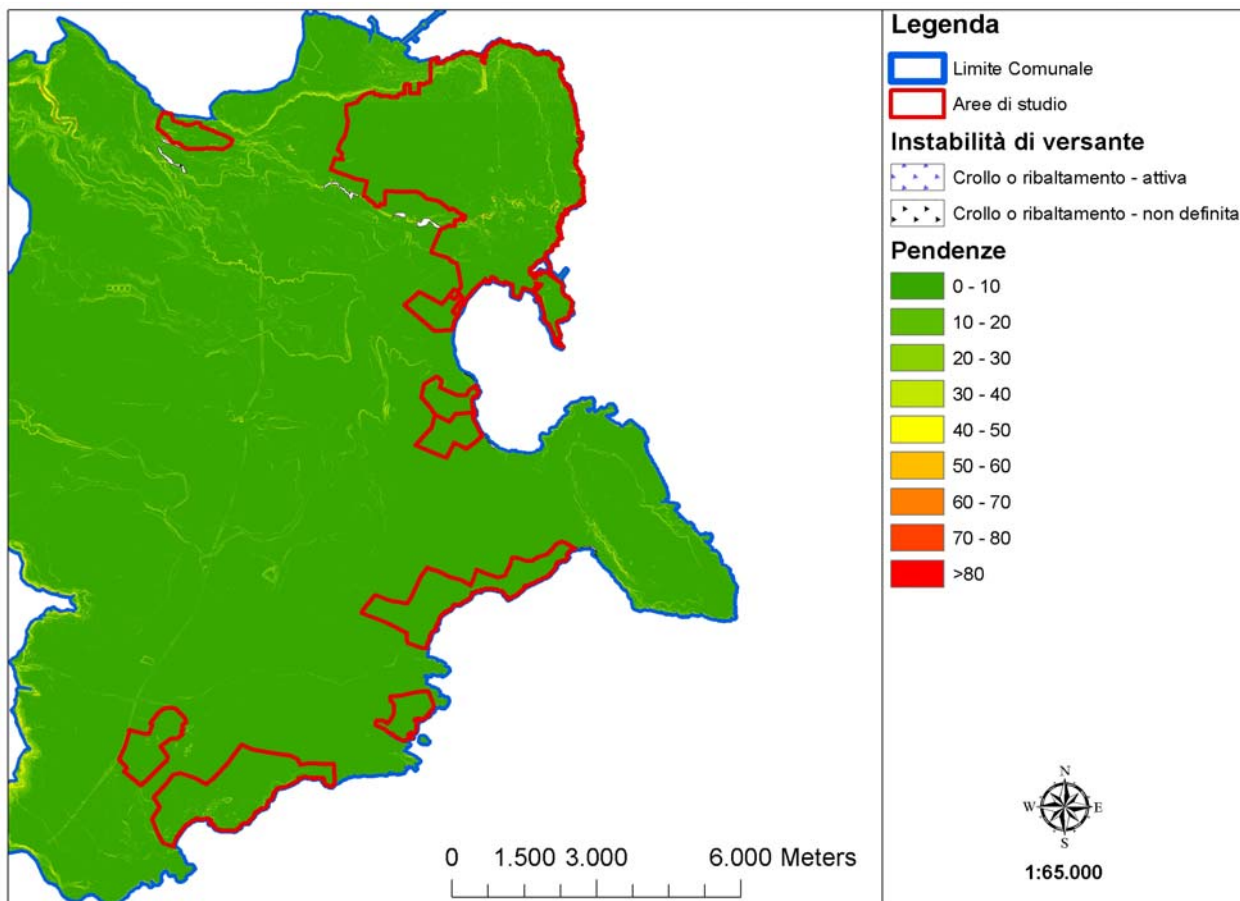 Legenda
Limite Comunale
Aree di studio
Instabilità di versante
Crollo o ribaltamento - attiva
Crollo o ribaltamento - non definita
Pendenze
0 - 10
10 - 20
20 - 30
30 - 40
40 - 50
50 - 60
60 - 70
70 - 80
>80
N
W E
S
1:65.000
0 1.500 3.000 6.000 Meters